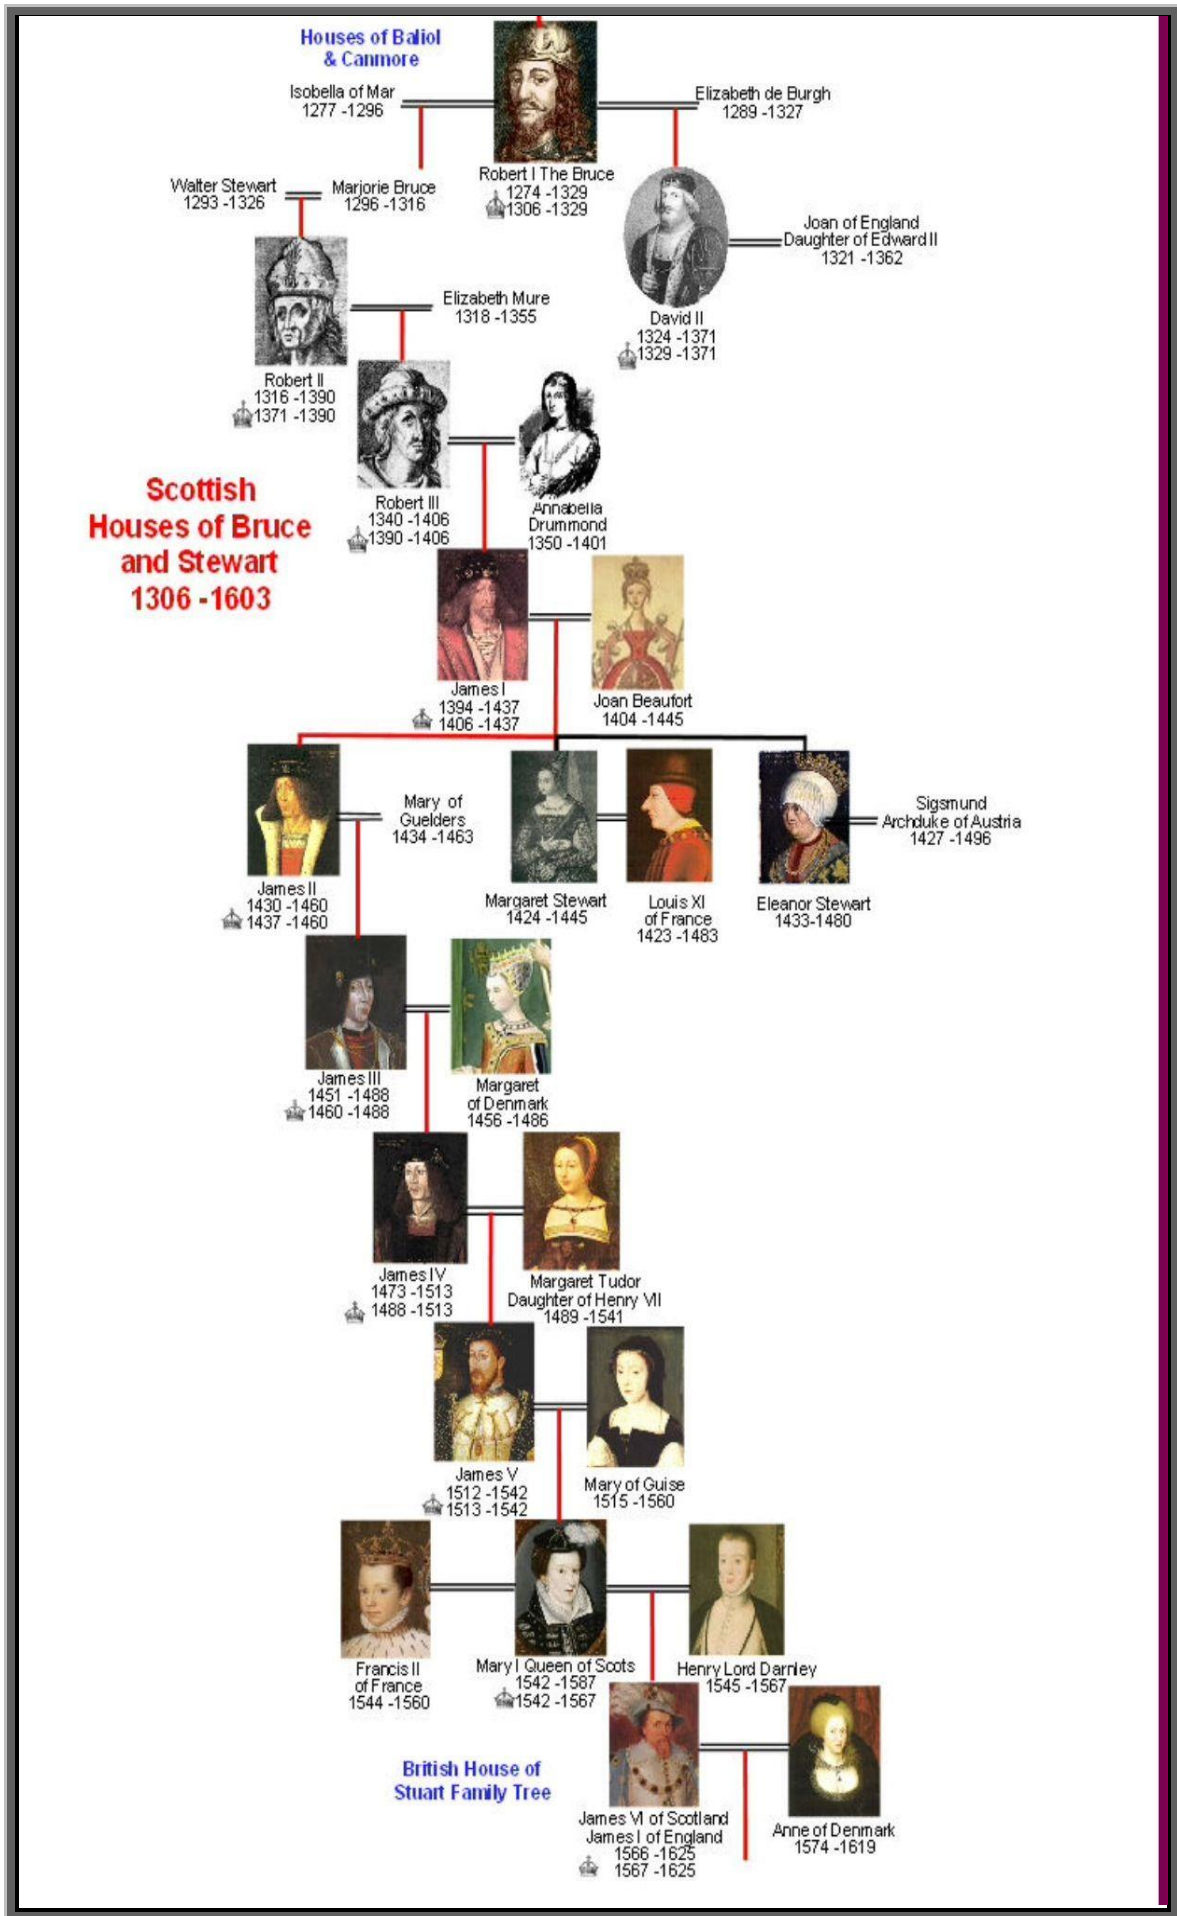 Houses of Baliol
& Canmore
Isobella of Mar
1277 -1296
Elizabeth de Burgh
1289 -1327
Robert I The Bruce
1274 -1329
1306 -1329
Walter Stewart
1293 -1326
Marjorie Bruce
1296 -1316
Joan of England
Daughter of Edward II
1321 -1362
Elizabeth Mure
1318 -1355
David II
1324 -1371
1329 -1371
Robert II
1316 -1390
1371 -1390
Scottish
Houses of Bruce
and Stewart
1306 -1603
Robert III
1340 -1406
1390 -1406
Annabella
Drummond
1350 -1401
James I
1394 -1437
1406 -1437
Joan Beaufort
1404 -1445
Mary of
Guelders
1434 -1463
Sigsmund
Archduke of Austria
1427 -1496
James II
1430 -1460
1437 -1460
Margaret Stewart
1424 -1445
Louis XI
of France
1423 -1483
Eleanor Stewart
1433-1480
James III
1451 -1488
1460 -1488
Margaret
of Denmark
1456 -1486
James IV
1473 -1513
1488 -1513
Margaret Tudor
Daughter of Henry VII
1489 -1541
James V
1512 -1542
1513 -1542
Mary of Guise
1515 -1560
Francis II
of France
1544 -1560
Mary I Queen of Scots
1542 -1587
1542 -1567
Henry Lord Darnley
1545 -1567
British House of
Stuart Family Tree
James VI of Scotland
James I of England
1566 -1625
1567 -1625
Anne of Denmark
1574 -1619